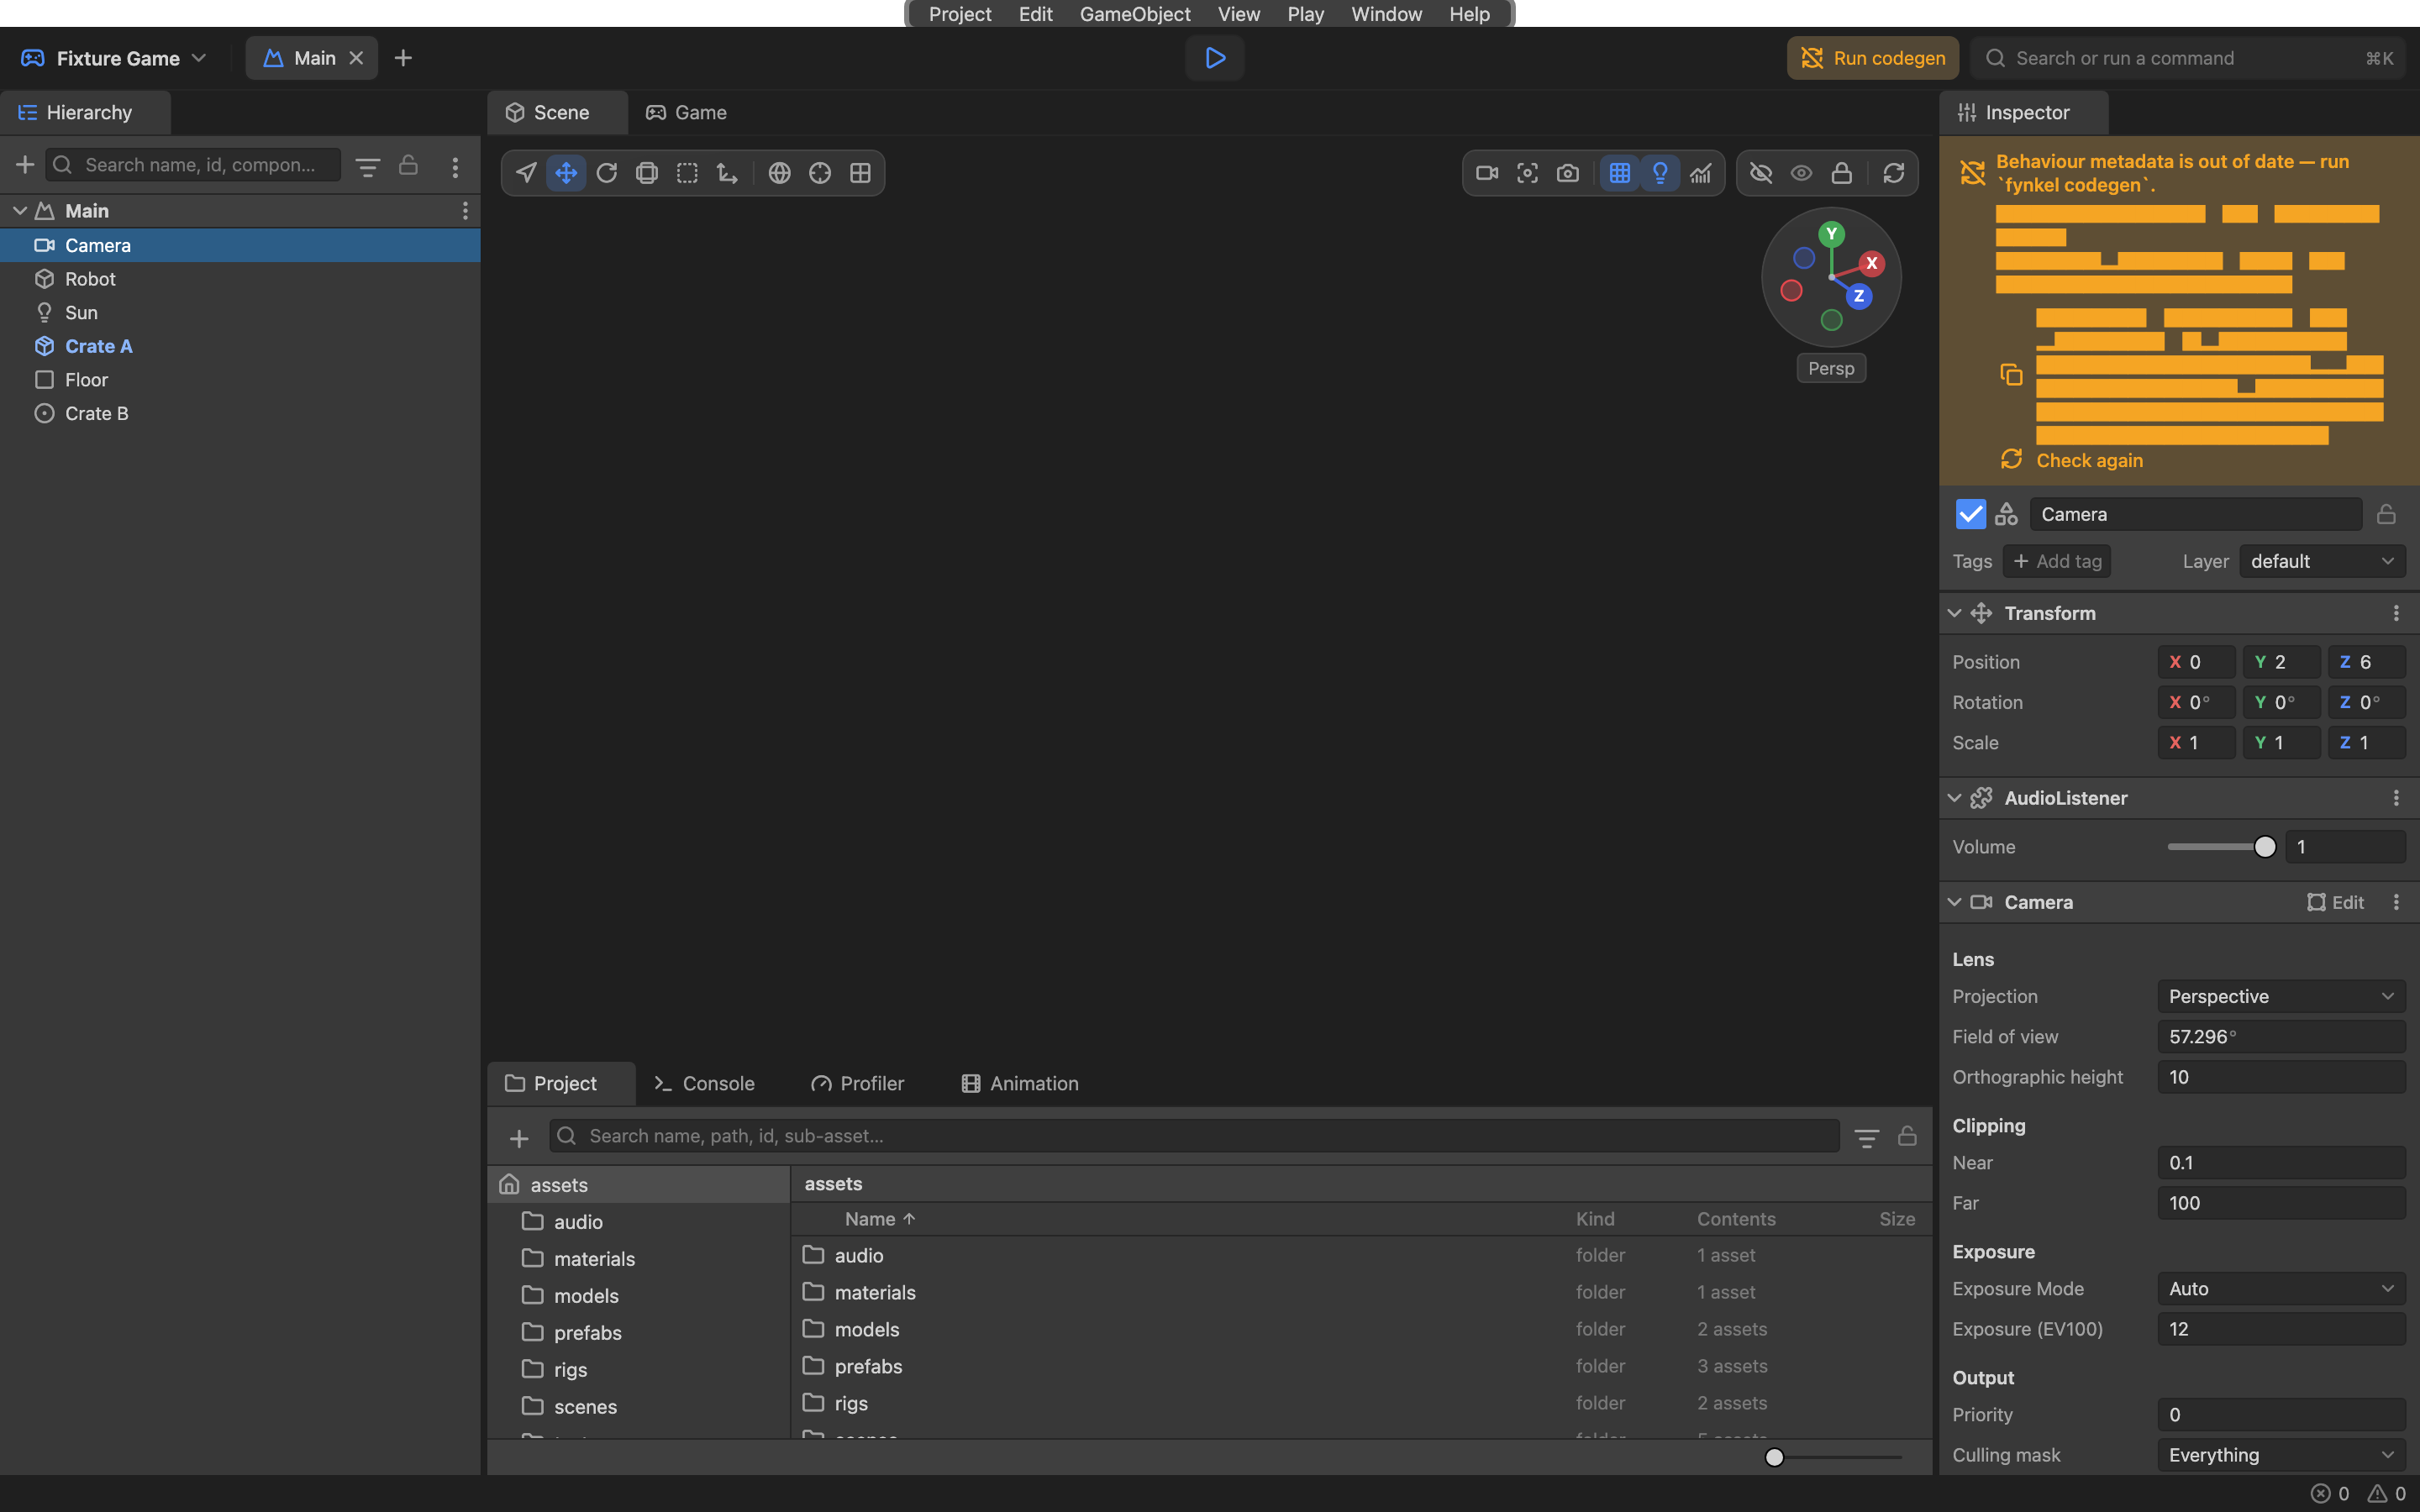 Project Edit GameObject View Play Window Help
Fixture Game
Main
Run codegen
Search or run a command ⌘K
Hierarchy
Search name, id, compon...
Main
Camera
Robot
Sun
Crate A
Floor
Crate B
Scene
Game
Y
X
Z
Persp
Project
Console
Profiler
Animation
Search name, path, id, sub-asset...
assets
audio
materials
models
prefabs
rigs
scenes
assets
Name ↑ Kind Contents Size
audio folder 1 asset
materials folder 1 asset
models folder 2 assets
prefabs folder 3 assets
rigs folder 2 assets
Inspector
Behaviour metadata is out of date — run
`fynkel codegen`.
Check again
Camera
Tags + Add tag Layer default
Transform
Position X 0 Y 2 Z 6
Rotation X 0° Y 0° Z 0°
Scale X 1 Y 1 Z 1
AudioListener
Volume 1
Camera Edit
Lens
Projection Perspective
Field of view 57.296°
Orthographic height 10
Clipping
Near 0.1
Far 100
Exposure
Exposure Mode Auto
Exposure (EV100) 12
Output
Priority 0
Culling mask Everything
0 0